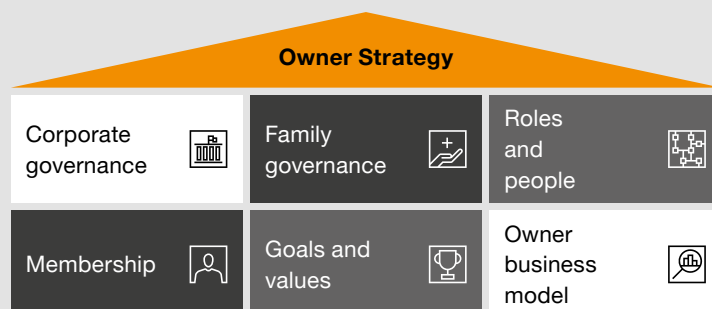 Owner Strategy
Corporate
governance
Family
governance
Roles
and
people
Membership
Goals and
values
Owner
business
model